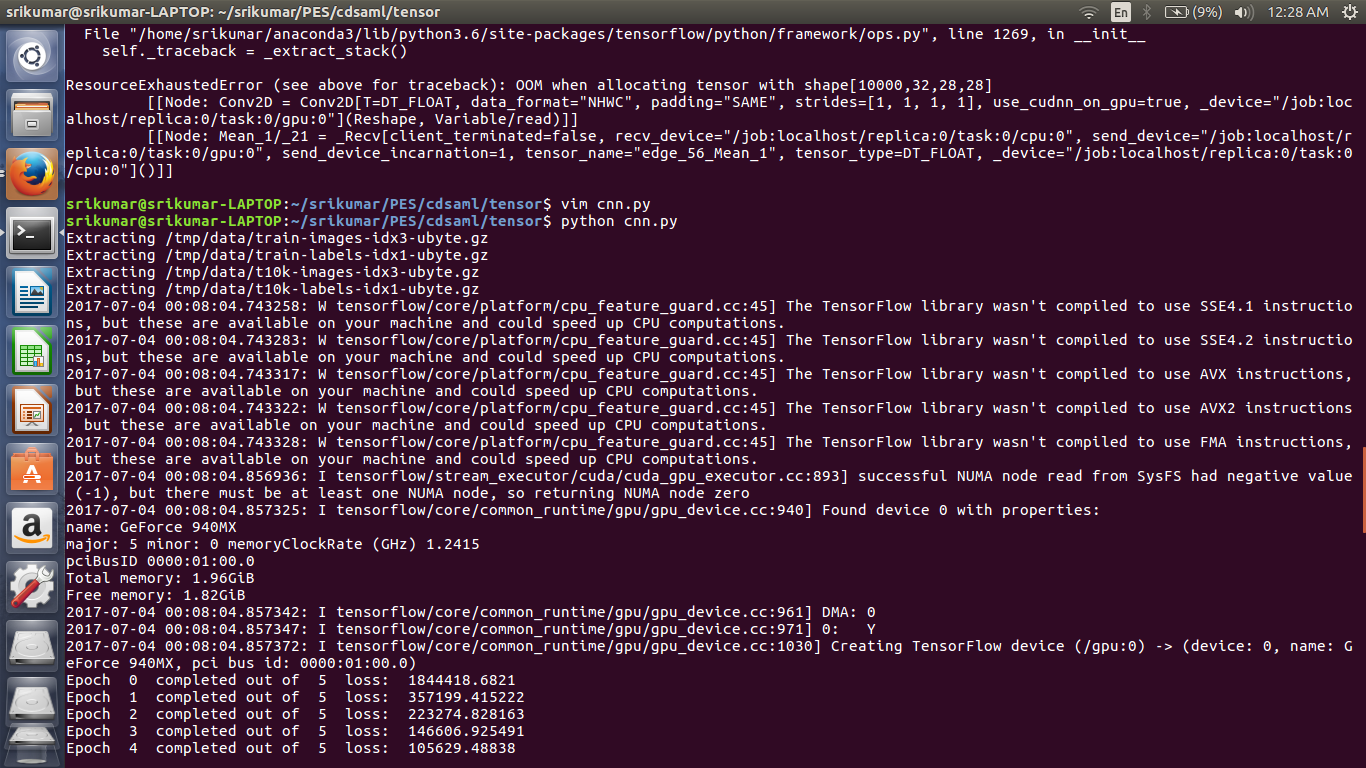 srikumar@srikumar-LAPTOP: ~/srikumar/PES/cdsaml/tensor
En
(9%)
12:28 AM
  File "/home/srikumar/anaconda3/lib/python3.6/site-packages/tensorflow/python/framework/ops.py", line 1269, in __init__
    self._traceback = _extract_stack()
ResourceExhaustedError (see above for traceback): OOM when allocating tensor with shape[10000,32,28,28]
         [[Node: Conv2D = Conv2D[T=DT_FLOAT, data_format="NHWC", padding="SAME", strides=[1, 1, 1, 1], use_cudnn_on_gpu=true, _device="/job:loc
alhost/replica:0/task:0/gpu:0"](Reshape, Variable/read)]]
         [[Node: Mean_1/_21 = _Recv[client_terminated=false, recv_device="/job:localhost/replica:0/task:0/cpu:0", send_device="/job:localhost/r
eplica:0/task:0/gpu:0", send_device_incarnation=1, tensor_name="edge_56_Mean_1", tensor_type=DT_FLOAT, _device="/job:localhost/replica:0/task:0
/cpu:0"]()]]
srikumar@srikumar-LAPTOP:~/srikumar/PES/cdsaml/tensor$ vim cnn.py
srikumar@srikumar-LAPTOP:~/srikumar/PES/cdsaml/tensor$ python cnn.py
Extracting /tmp/data/train-images-idx3-ubyte.gz
Extracting /tmp/data/train-labels-idx1-ubyte.gz
Extracting /tmp/data/t10k-images-idx3-ubyte.gz
Extracting /tmp/data/t10k-labels-idx1-ubyte.gz
2017-07-04 00:08:04.743258: W tensorflow/core/platform/cpu_feature_guard.cc:45] The TensorFlow library wasn't compiled to use SSE4.1 instructio
ns, but these are available on your machine and could speed up CPU computations.
2017-07-04 00:08:04.743283: W tensorflow/core/platform/cpu_feature_guard.cc:45] The TensorFlow library wasn't compiled to use SSE4.2 instructio
ns, but these are available on your machine and could speed up CPU computations.
2017-07-04 00:08:04.743317: W tensorflow/core/platform/cpu_feature_guard.cc:45] The TensorFlow library wasn't compiled to use AVX instructions,
 but these are available on your machine and could speed up CPU computations.
2017-07-04 00:08:04.743322: W tensorflow/core/platform/cpu_feature_guard.cc:45] The TensorFlow library wasn't compiled to use AVX2 instructions
, but these are available on your machine and could speed up CPU computations.
2017-07-04 00:08:04.743328: W tensorflow/core/platform/cpu_feature_guard.cc:45] The TensorFlow library wasn't compiled to use FMA instructions,
 but these are available on your machine and could speed up CPU computations.
2017-07-04 00:08:04.856936: I tensorflow/stream_executor/cuda/cuda_gpu_executor.cc:893] successful NUMA node read from SysFS had negative value
 (-1), but there must be at least one NUMA node, so returning NUMA node zero
2017-07-04 00:08:04.857325: I tensorflow/core/common_runtime/gpu/gpu_device.cc:940] Found device 0 with properties:
name: GeForce 940MX
major: 5 minor: 0 memoryClockRate (GHz) 1.2415
pciBusID 0000:01:00.0
Total memory: 1.96GiB
Free memory: 1.82GiB
2017-07-04 00:08:04.857342: I tensorflow/core/common_runtime/gpu/gpu_device.cc:961] DMA: 0
2017-07-04 00:08:04.857347: I tensorflow/core/common_runtime/gpu/gpu_device.cc:971] 0:   Y
2017-07-04 00:08:04.857372: I tensorflow/core/common_runtime/gpu/gpu_device.cc:1030] Creating TensorFlow device (/gpu:0) -> (device: 0, name: G
eForce 940MX, pci bus id: 0000:01:00.0)
Epoch  0  completed out of  5  loss:  1844418.6821
Epoch  1  completed out of  5  loss:  357199.415222
Epoch  2  completed out of  5  loss:  223274.828163
Epoch  3  completed out of  5  loss:  146606.925491
Epoch  4  completed out of  5  loss:  105629.48838